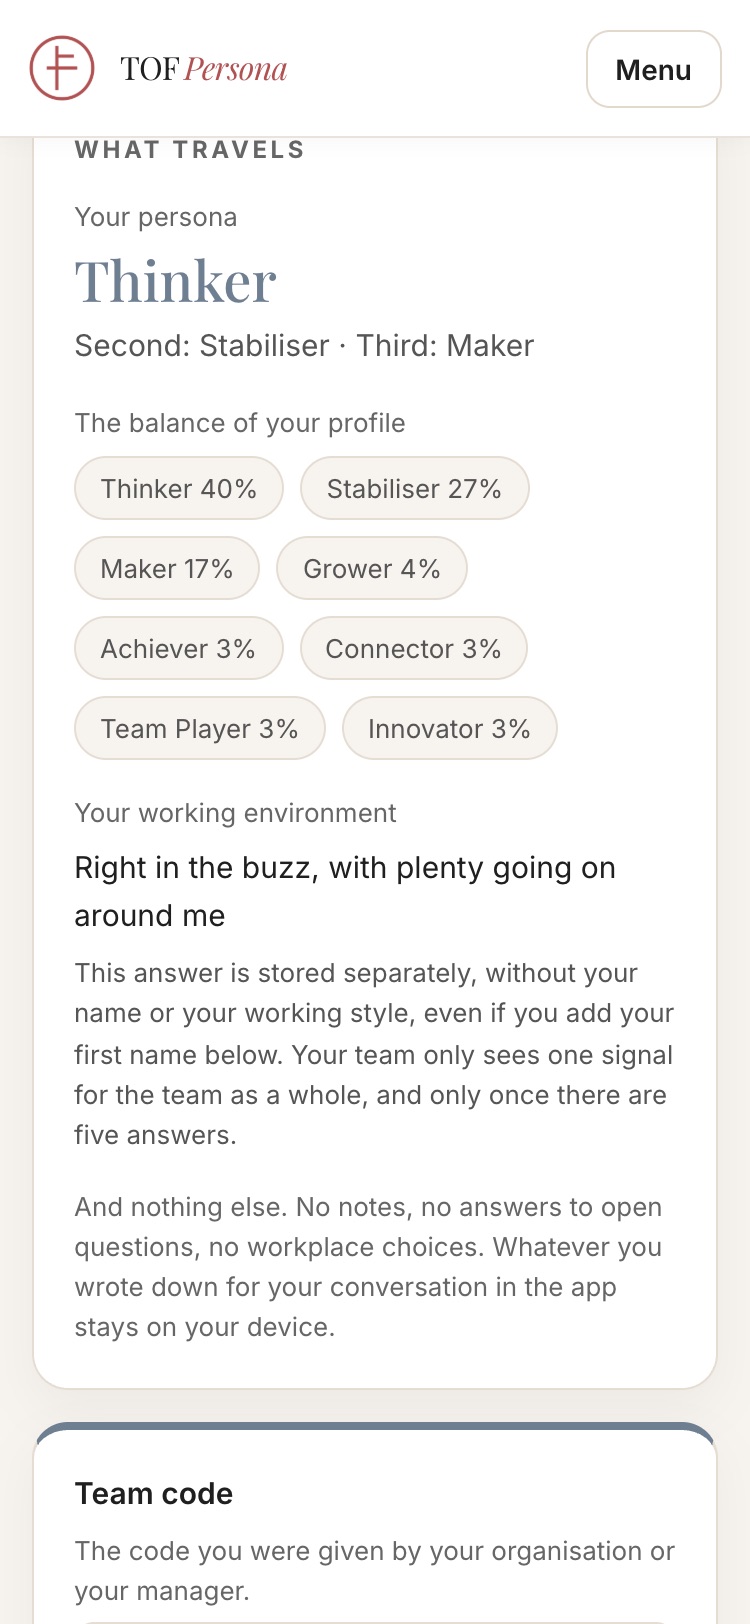 TOF Persona
Menu
WHAT TRAVELS
Your persona
Thinker
Second: Stabiliser · Third: Maker
The balance of your profile
Thinker 40%
Stabiliser 27%
Maker 17%
Grower 4%
Achiever 3%
Connector 3%
Team Player 3%
Innovator 3%
Your working environment
Right in the buzz, with plenty going on
around me
This answer is stored separately, without your
name or your working style, even if you add your
first name below. Your team only sees one signal
for the team as a whole, and only once there are
five answers.
And nothing else. No notes, no answers to open
questions, no workplace choices. Whatever you
wrote down for your conversation in the app
stays on your device.
Team code
The code you were given by your organisation or
your manager.